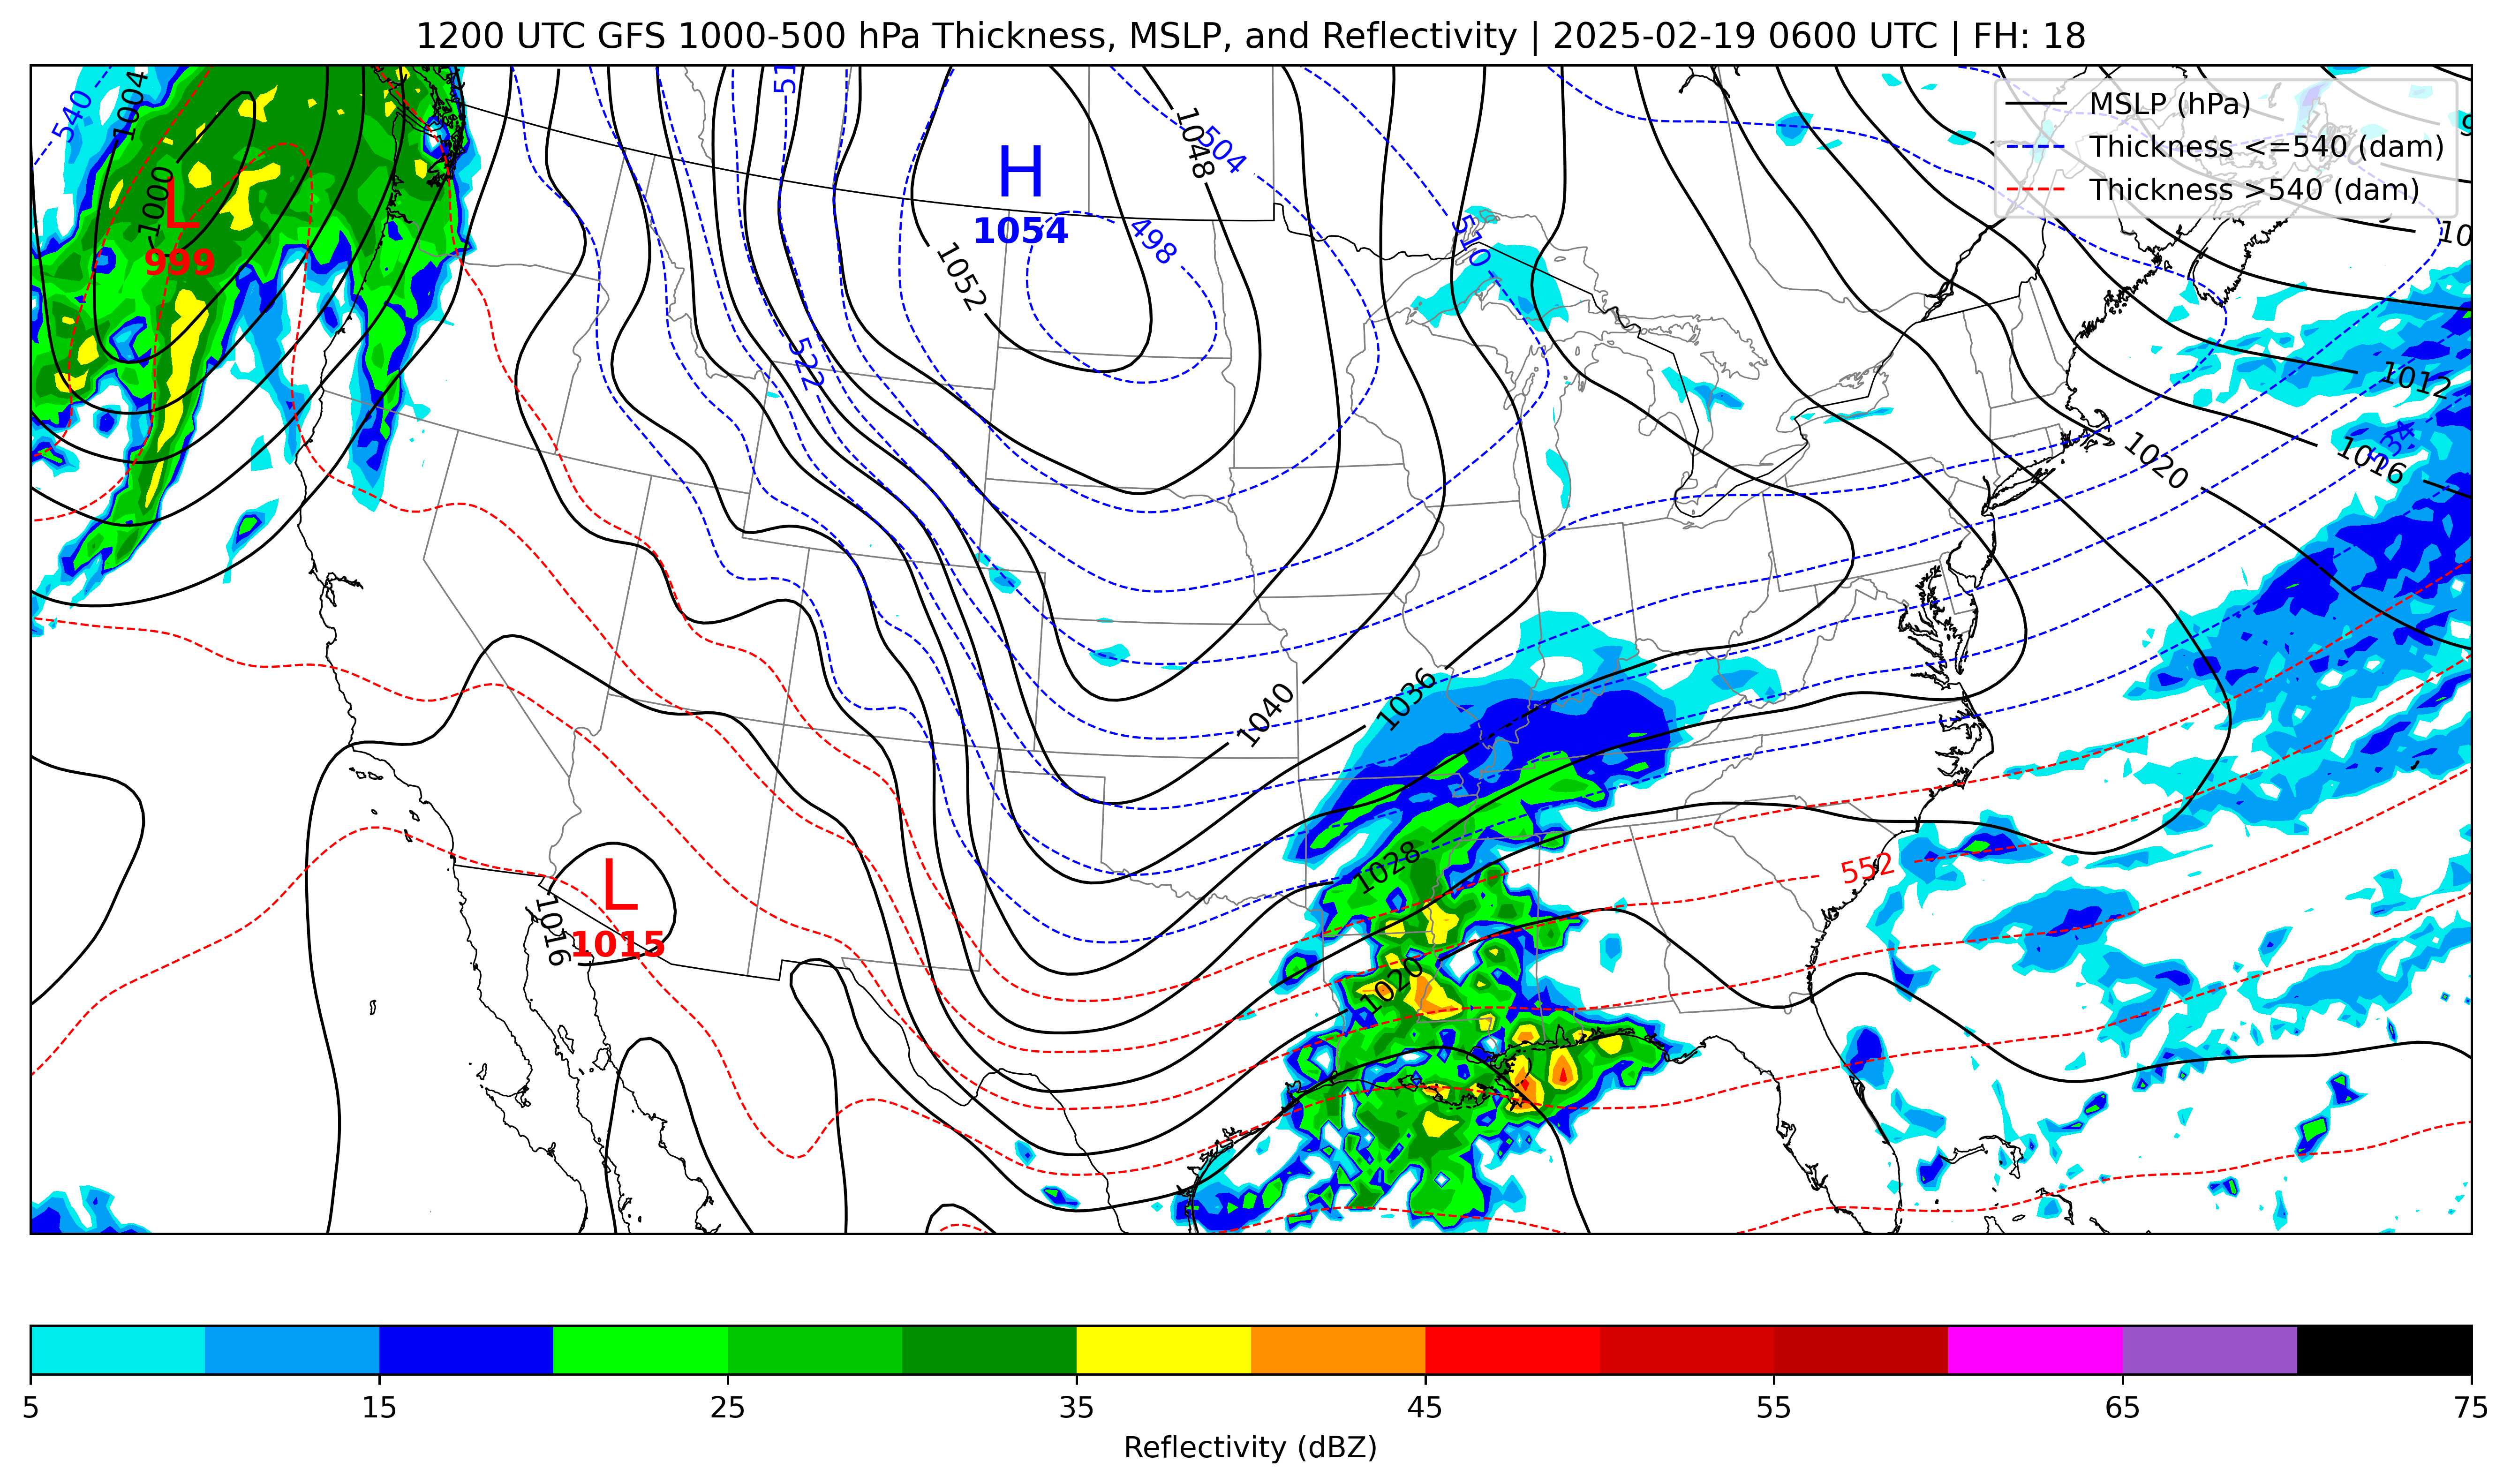 1200 UTC GFS 1000-500 hPa Thickness, MSLP, and Reflectivity | 2025-02-19 0600 UTC | FH: 18
MSLP (hPa)
Thickness <=540 (dam)
Thickness >540 (dam)
540
1004
1000
L
999
H
1054
1048
504
498
1052
510
522
1012
534
1016
1020
1040
1036
1028
552
1020
L
1015
1016
5 15 25 35 45 55 65 75
Reflectivity (dBZ)